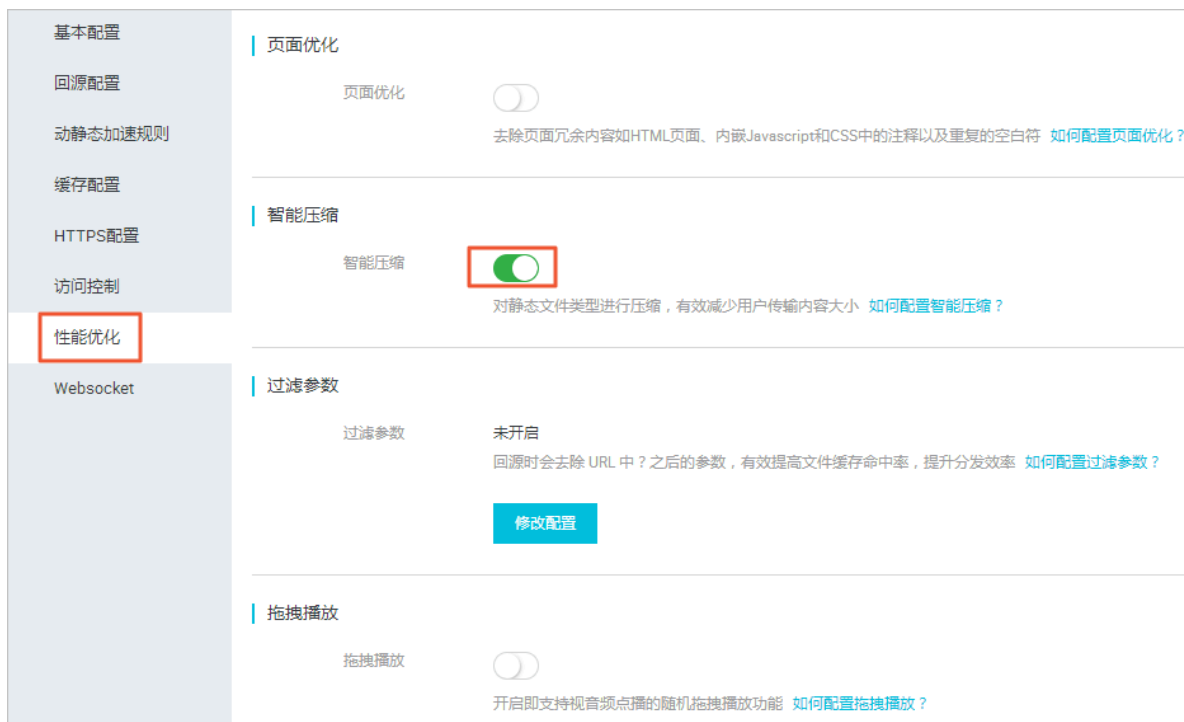 基本配置
回源配置
动静态加速规则
缓存配置
HTTPS配置
访问控制
性能优化
Websocket
页面优化
页面优化
去除页面冗余内容如HTML页面、内嵌Javascript和CSS中的注释以及重复的空白符 如何配置页面优化？
智能压缩
智能压缩
对静态文件类型进行压缩，有效减少用户传输内容大小 如何配置智能压缩？
过滤参数
过滤参数 未开启
回源时会去除 URL 中？之后的参数，有效提高文件缓存命中率，提升分发效率 如何配置过滤参数？
修改配置
拖拽播放
拖拽播放
开启即支持视音频点播的随机拖拽播放功能 如何配置拖拽播放？